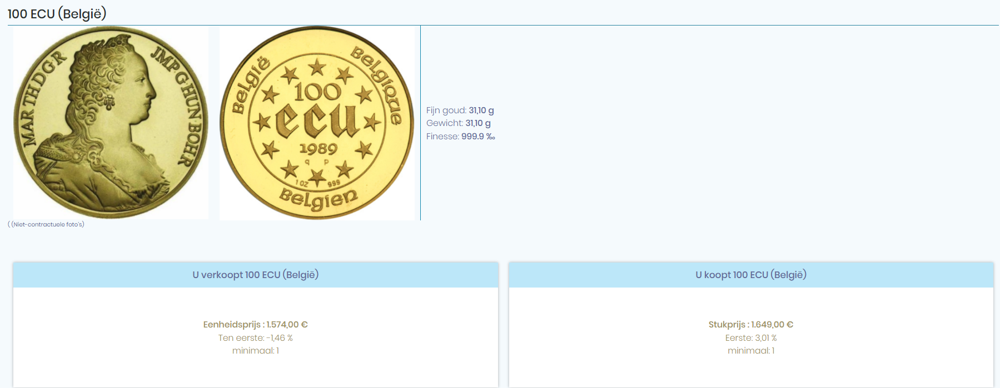 100 ECU (België)
MAR TH D G R
JMP·G·HUN·BOH·R
België
Belgique
100
ecu
1989
q p
1 OZ 999
Belgien
Fijn goud: 31,10 g
Gewicht: 31,10 g
Finesse: 999.9 ‰
( (Niet-contractuele foto's)
U verkoopt 100 ECU (België)
Eenheidsprijs : 1.574,00 €
Ten eerste: -1,46 %
minimaal: 1
U koopt 100 ECU (België)
Stukprijs : 1.649,00 €
Eerste: 3,01 %
minimaal: 1